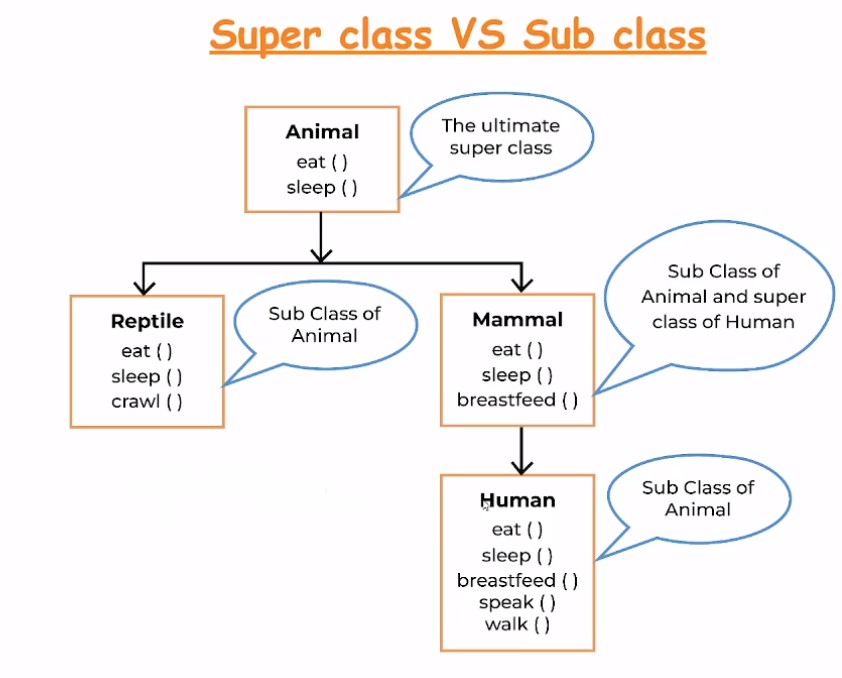 Super class VS Sub class
Animal
eat ( )
sleep ( )
The ultimate
super class
Reptile
eat ( )
sleep ( )
crawl ( )
Sub Class of
Animal
Mammal
eat ( )
sleep ( )
breastfeed ( )
Sub Class of
Animal and super
class of Human
Human
eat ( )
sleep ( )
breastfeed ( )
speak ( )
walk ( )
Sub Class of
Animal